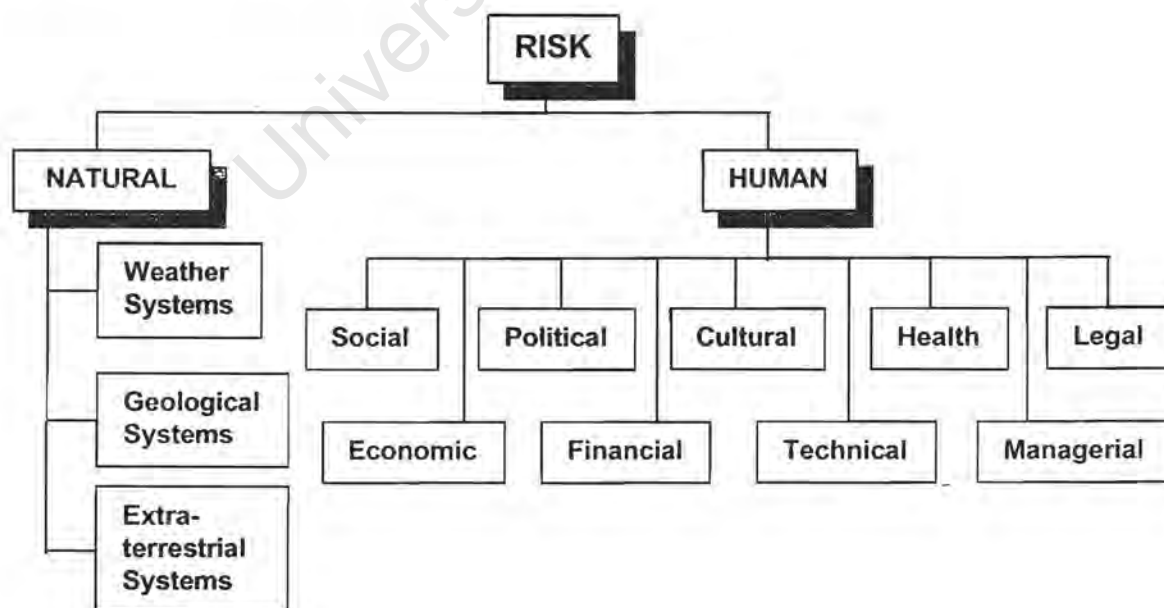 RISK
NATURAL
HUMAN
Weather
Systems
Geological
Systems
Extra-
terrestrial
Systems
Social
Political
Cultural
Health
Legal
Economic
Financial
Technical
Managerial